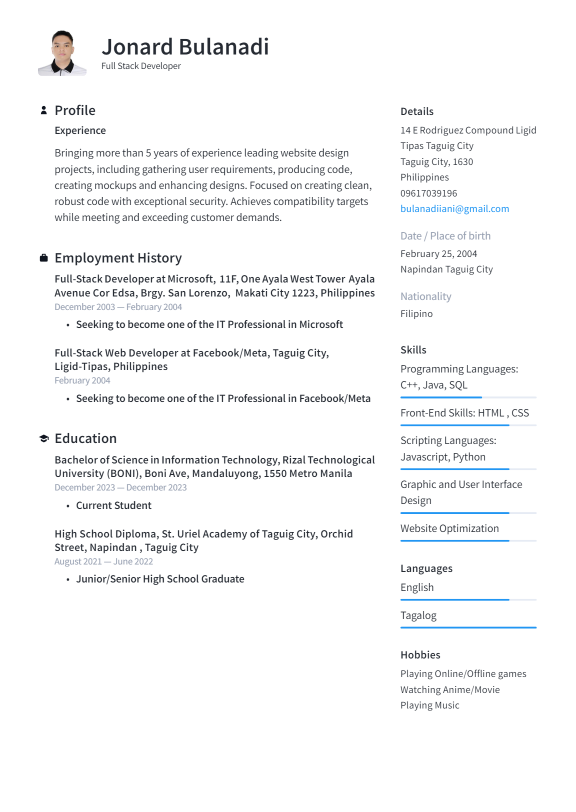 Jonard Bulanadi
Full Stack Developer
Profile
Experience
Bringing more than 5 years of experience leading website design
projects, including gathering user requirements, producing code,
creating mockups and enhancing designs. Focused on creating clean,
robust code with exceptional security. Achieves compatibility targets
while meeting and exceeding customer demands.
Employment History
Full-Stack Developer at Microsoft, 11F, One Ayala West Tower Ayala
Avenue Cor Edsa, Brgy. San Lorenzo, Makati City 1223, Philippines
December 2003 — February 2004
• Seeking to become one of the IT Professional in Microsoft
Full-Stack Web Developer at Facebook/Meta, Taguig City,
Ligid-Tipas, Philippines
February 2004
• Seeking to become one of the IT Professional in Facebook/Meta
Education
Bachelor of Science in Information Technology, Rizal Technological
University (BONI), Boni Ave, Mandaluyong, 1550 Metro Manila
December 2023 — December 2023
• Current Student
High School Diploma, St. Uriel Academy of Taguig City, Orchid
Street, Napindan , Taguig City
August 2021 — June 2022
• Junior/Senior High School Graduate
Details
14 E Rodriguez Compound Ligid
Tipas Taguig City
Taguig City, 1630
Philippines
09617039196
bulanadiiani@gmail.com
Date / Place of birth
February 25, 2004
Napindan Taguig City
Nationality
Filipino
Skills
Programming Languages:
C++, Java, SQL
Front-End Skills: HTML , CSS
Scripting Languages:
Javascript, Python
Graphic and User Interface
Design
Website Optimization
Languages
English
Tagalog
Hobbies
Playing Online/Offline games
Watching Anime/Movie
Playing Music